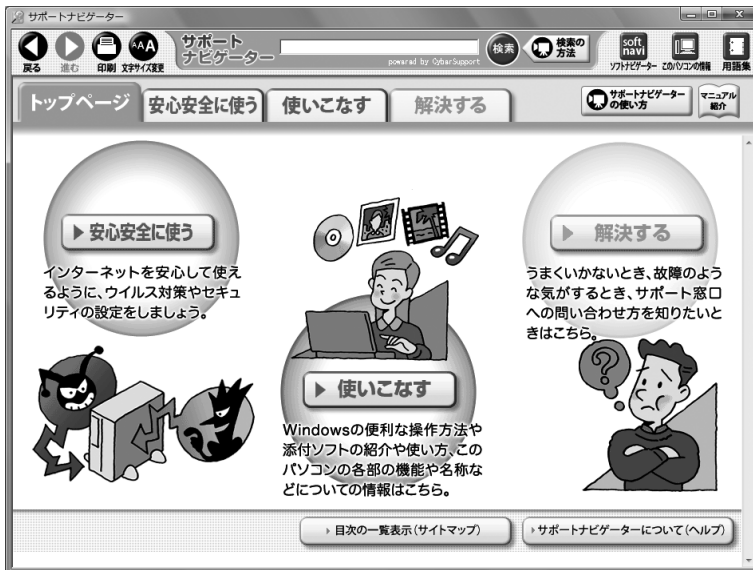 サポートナビゲーター
戻る
進む
印刷
文字サイズ変更
サポート
ナビゲーター
powered by CyberSupport
検索
検索の
方法
soft
navi
ソフトナビゲーター
このパソコンの情報
用語集
トップページ
安心安全に使う
使いこなす
解決する
サポートナビゲーター
の使い方
マニュアル
紹介
安心安全に使う
インターネットを安心して使え
るように、ウイルス対策やセキュ
リティの設定をしましょう。
使いこなす
Windowsの便利な操作方法や
添付ソフトの紹介や使い方、この
パソコンの各部の機能や名称な
どについての情報はこちら。
解決する
うまくいかないとき、故障のよう
な気がするとき、サポート窓口
への問い合わせ方を知りたいと
きはこちら。
目次の一覧表示(サイトマップ)
サポートナビゲーターについて(ヘルプ)